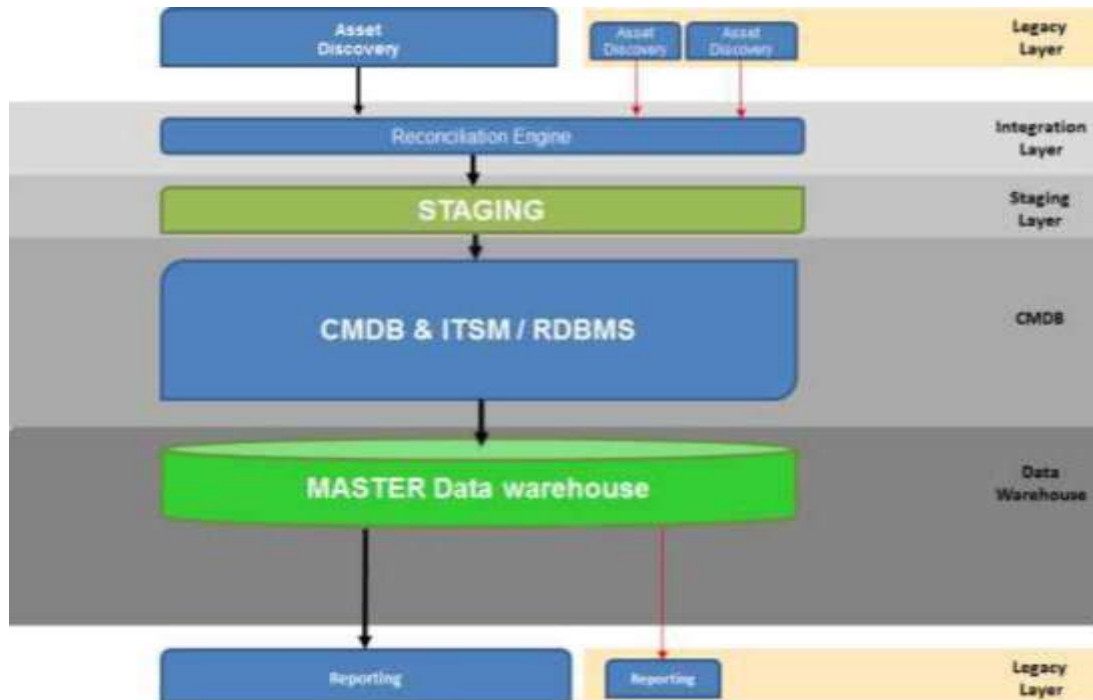 Asset
Discovery
Asset
Discovery
Asset
Discovery
Legacy
Layer
Reconciliation Engine
Integration
Layer
STAGING
Staging
Layer
CMDB & ITSM / RDBMS
CMDB
MASTER Data warehouse
Data
Warehouse
Reporting
Reporting
Legacy
Layer